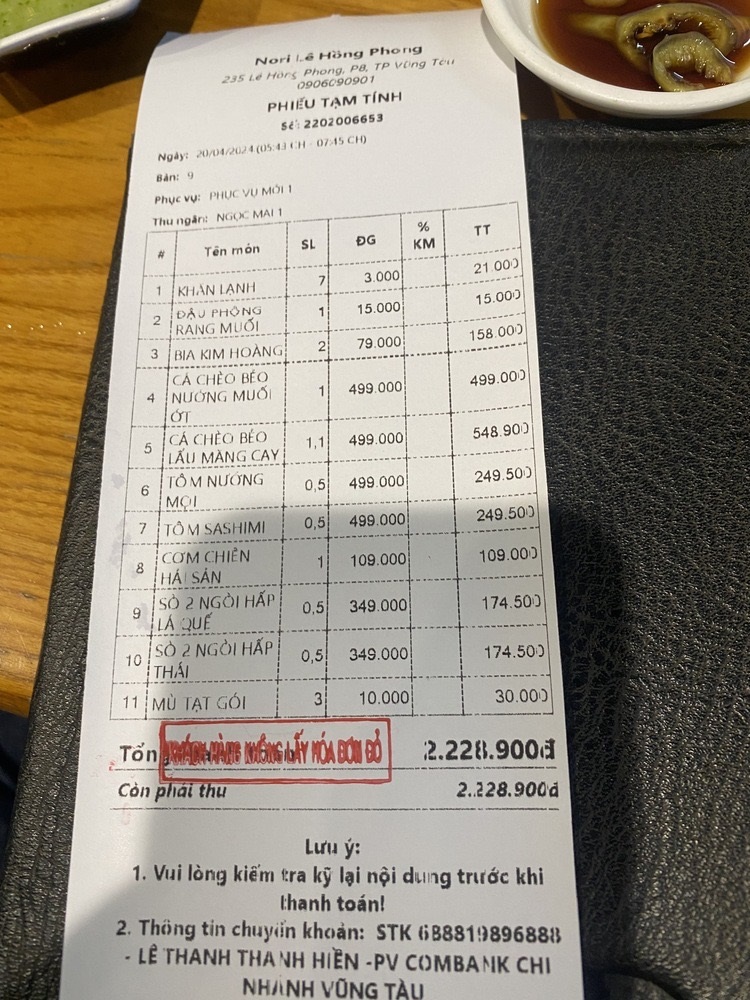 Nori Lê Hồng Phong
235 Lê Hồng Phong, P8, TP Vũng Tàu
0906090901
PHIẾU TẠM TÍNH
Số: 2202006653
Ngày: 20/04/2024 (05:43 CH - 07:45 CH)
Bàn: 9
Phục vụ: PHỤC VỤ MỚI 1
Thu ngân: NGỌC MAI 1
# Tên món SL ĐG % KM TT
1 KHĂN LẠNH 7 3.000 21.000
2 ĐẬU PHỘNG RANG MUỐI 1 15.000 15.000
3 BIA KIM HOÀNG 2 79.000 158.000
4 CÁ CHẼO BẼO NƯỚNG MUỐI ỚT 1 499.000 499.000
5 CÁ CHẼO BẼO LẨU MĂNG CAY 1,1 499.000 548.900
6 TÔM NƯỚNG MỌI 0,5 499.000 249.500
7 TÔM SASHIMI 0,5 499.000 249.500
8 CƠM CHIÊN HẢI SẢN 1 109.000 109.000
9 SÒ 2 NGÒI HẤP LÁ QUẾ 0,5 349.000 174.500
10 SÒ 2 NGÒI HẤP THÁI 0,5 349.000 174.500
11 MÙ TẠT GÓI 3 10.000 30.000
Tổng 2.228.900đ
KHÁCH HÀNG KHÔNG LẤY HÓA ĐƠN ĐỎ
Còn phải thu 2.228.900đ
Lưu ý:
1. Vui lòng kiểm tra kỹ lại nội dung trước khi
thanh toán!
2. Thông tin chuyển khoản: STK 6B8819896888
- LÊ THANH THANH HIỀN -PV COMBANK CHI
NHÁNH VŨNG TÀU